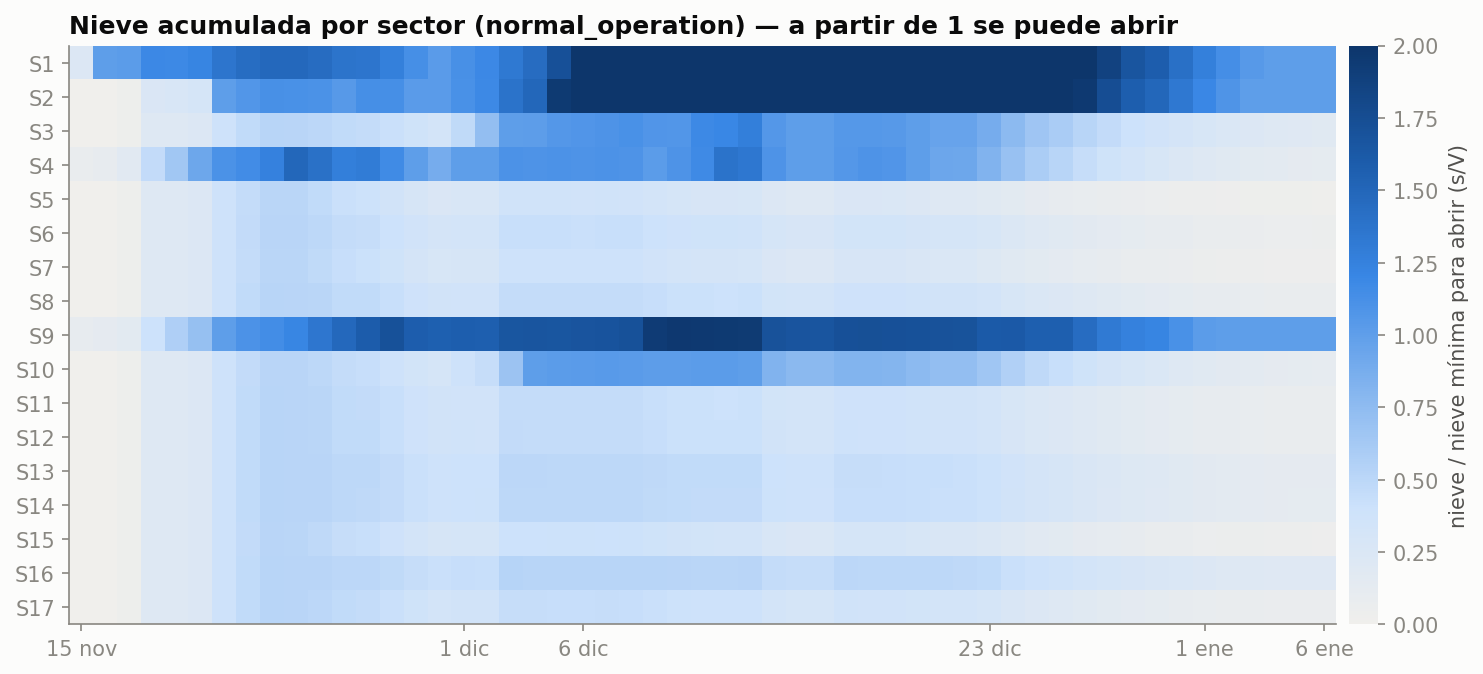 Nieve acumulada por sector (normal_operation) — a partir de 1 se puede abrir
S1
S2
S3
S4
S5
S6
S7
S8
S9
S10
S11
S12
S13
S14
S15
S16
S17
15 nov
1 dic
6 dic
23 dic
1 ene
6 ene
2.00
1.75
1.50
1.25
1.00
0.75
0.50
0.25
0.00
nieve / nieve mínima para abrir (s/V)